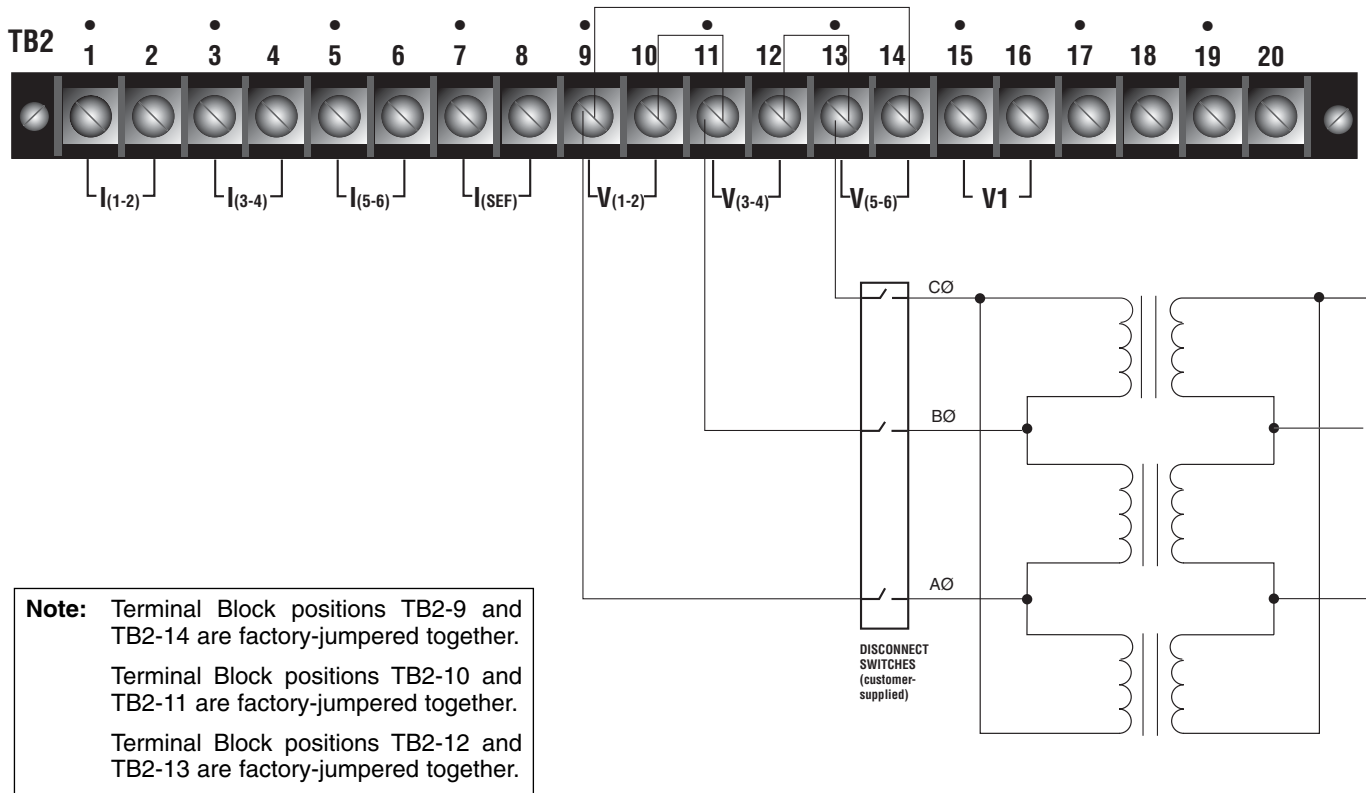 TB2 1 2 3 4 5 6 7 8 9 10 11 12 13 14 15 16 17 18 19 20
I(1-2) I(3-4) I(5-6) I(SEF) V(1-2) V(3-4) V(5-6) V1
CØ
BØ
AØ
DISCONNECT
SWITCHES
(customer-
supplied)
Note: Terminal Block positions TB2-9 and
TB2-14 are factory-jumpered together.
Terminal Block positions TB2-10 and
TB2-11 are factory-jumpered together.
Terminal Block positions TB2-12 and
TB2-13 are factory-jumpered together.